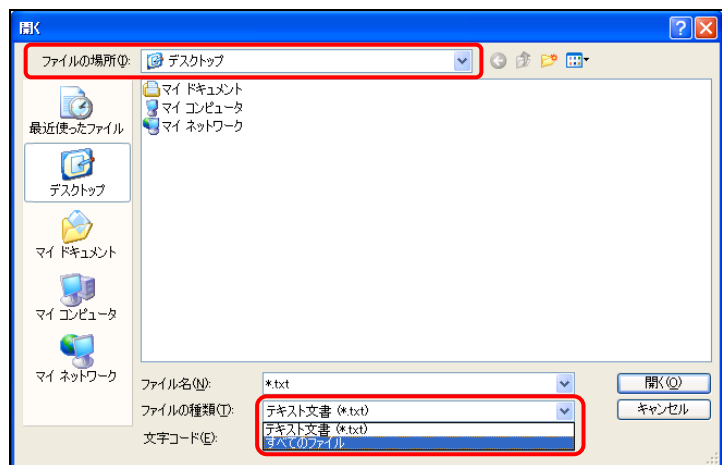 開く
ファイルの場所(I):
デスクトップ
マイ ドキュメント
マイ コンピュータ
マイ ネットワーク
最近使ったファイル
デスクトップ
マイ ドキュメント
マイ コンピュータ
マイ ネットワーク
ファイル名(N):
*.txt
開く(O)
ファイルの種類(T):
テキスト文書 (*.txt)
キャンセル
テキスト文書 (*.txt)
文字コード(E):
すべてのファイル